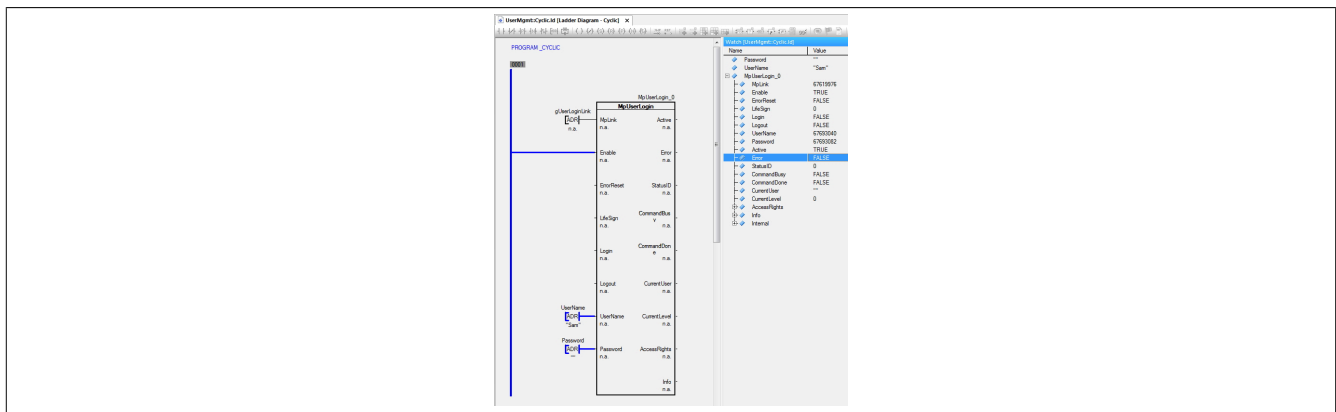 UserMgmt::Cyclic.ld [Ladder Diagram - Cyclic] ×
PROGRAM _CYCLIC
0001
MpUserLogin_0
MpUserLogin
gUserLoginLink
ADR
n.a.
MpLink Active
n.a. n.a.
Enable Error
n.a. n.a.
ErrorReset StatusID
n.a. n.a.
LifeSign CommandBus
y
n.a. n.a.
Login CommandDon
e
n.a. n.a.
Logout CurrentUser
n.a. n.a.
UserName
ADR
"Sam"
UserName CurrentLevel
n.a. n.a.
Password
ADR
""
Password AccessRights
n.a. n.a.
Info
n.a.
Watch [UserMgmt::Cyclic.ld]
Name Value
Password ""
UserName "Sam"
MpUserLogin_0
MpLink 67619976
Enable TRUE
ErrorReset FALSE
LifeSign 0
Login FALSE
Logout FALSE
UserName 67693040
Password 67693082
Active TRUE
Error FALSE
StatusID 0
CommandBusy FALSE
CommandDone FALSE
CurrentUser ""
CurrentLevel 0
AccessRights
Info
Internal